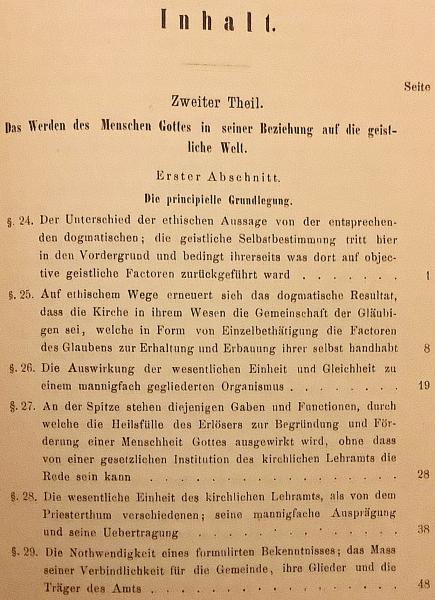 Inhalt.
Seite
Zweiter Theil.
Das Werden des Menschen Gottes in seiner Beziehung auf die geist-
liche Welt.
Erster Abschnitt.
Die principielle Grundlegung.
§. 24. Der Unterschied der ethischen Aussage von der entsprechen-
den dogmatischen; die geistliche Selbstbestimmung tritt hier
in den Vordergrund und bedingt ihrerseits was dort auf objec-
tive geistliche Factoren zurückgeführt ward . . . . . . . 1
§. 25. Auf ethischem Wege erneuert sich das dogmatische Resultat,
dass die Kirche in ihrem Wesen die Gemeinschaft der Gläubi-
gen sei, welche in Form von Einzelbethätigung die Factoren
des Glaubens zur Erhaltung und Erbauung ihrer selbst handhabt 8
§. 26. Die Auswirkung der wesentlichen Einheit und Gleichheit zu
einem mannigfach gegliederten Organismus . . . . . . . 19
§. 27. An der Spitze stehen diejenigen Gaben und Functionen, durch
welche die Heilsfülle des Erlösers zur Begründung und För-
derung einer Menschheit Gottes ausgewirkt wird, ohne dass
von einer gesetzlichen Institution des kirchlichen Lehramts die
Rede sein kann . . . . . . . . . . . . . . . 28
§. 28. Die wesentliche Einheit des kirchlichen Lehramts, als von dem
Priesterthum verschiedenen; seine mannigfache Ausprägung
und seine Uebertragung . . . . . . . . . . . . . 38
§. 29. Die Nothwendigkeit eines formulirten Bekenntnisses; das Mass
seiner Verbindlichkeit für die Gemeinde, ihre Glieder und die
Träger des Amts . . . . . . . . . . . . . . . 48